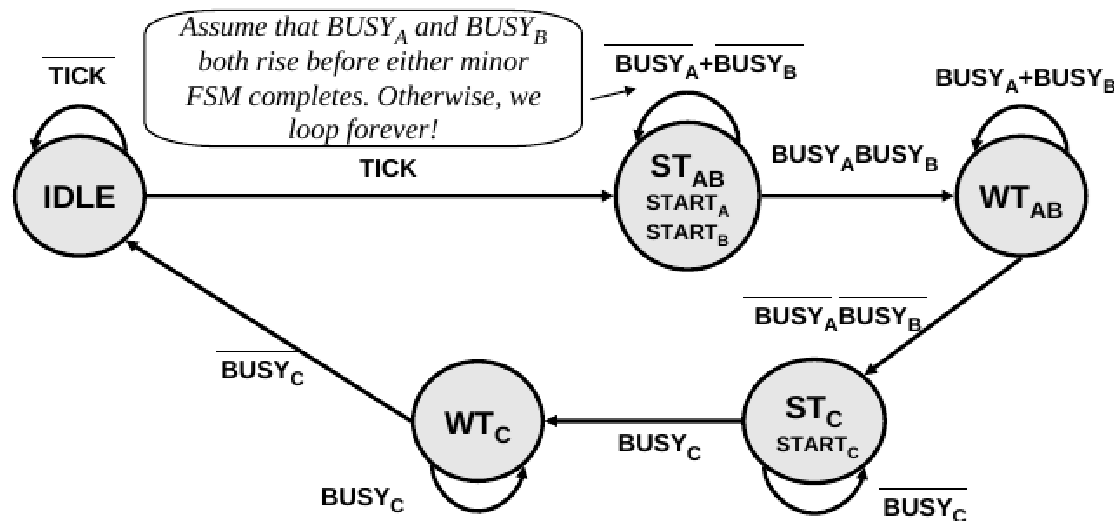 Assume that BUSY_A and BUSY_B
both rise before either minor
FSM completes. Otherwise, we
loop forever!
TICK
BUSY_A+BUSY_B
BUSY_A+BUSY_B
TICK
IDLE
ST_AB
START_A
START_B
BUSY_ABUSY_B
WT_AB
BUSY_ABUSY_B
BUSY_C
WT_C
BUSY_C
ST_C
START_C
BUSY_C
BUSY_C